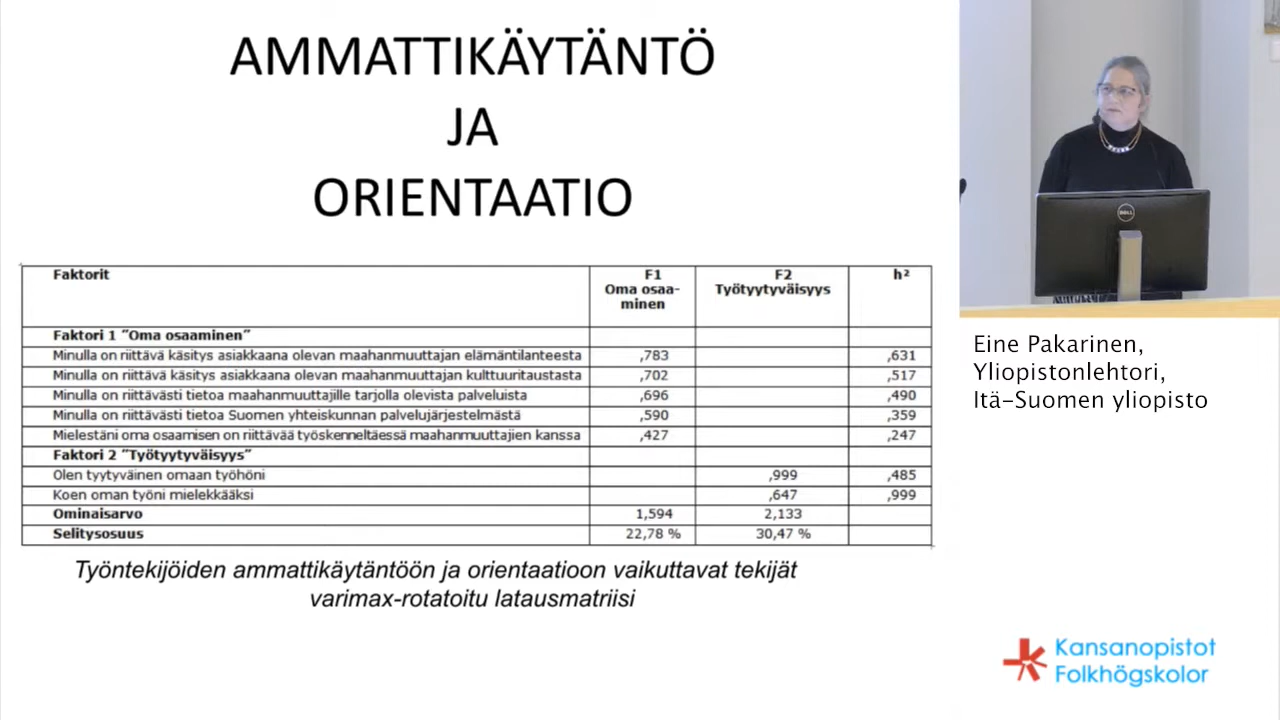 AMMATTIKÄYTÄNTÖ
JA
ORIENTAATIO
Faktorit F1 Oma osaa-minen F2 Työtyytyväisyys h²
Faktori 1 ”Oma osaaminen”
Minulla on riittävä käsitys asiakkaana olevan maahanmuuttajan elämäntilanteesta ,783 ,631
Minulla on riittävä käsitys asiakkaana olevan maahanmuuttajan kulttuuritaustasta ,702 ,517
Minulla on riittävästi tietoa maahanmuuttajille tarjolla olevista palveluista ,696 ,490
Minulla on riittävästi tietoa Suomen yhteiskunnan palvelujärjestelmästä ,590 ,359
Mielestäni oma osaamisen on riittävää työskenneltäessä maahanmuuttajien kanssa ,427 ,247
Faktori 2 ”Työtyytyväisyys”
Olen tyytyväinen omaan työhöni ,999 ,485
Koen oman työni mielekkääksi ,647 ,999
Ominaisarvo 1,594 2,133
Selitysosuus 22,78 % 30,47 %
Työntekijöiden ammattikäytäntöön ja orientaatioon vaikuttavat tekijät
varimax-rotatoitu latausmatriisi
DELL
Eine Pakarinen,
Yliopistonlehtori,
Itä-Suomen yliopisto
Kansanopistot
Folkhögskolor